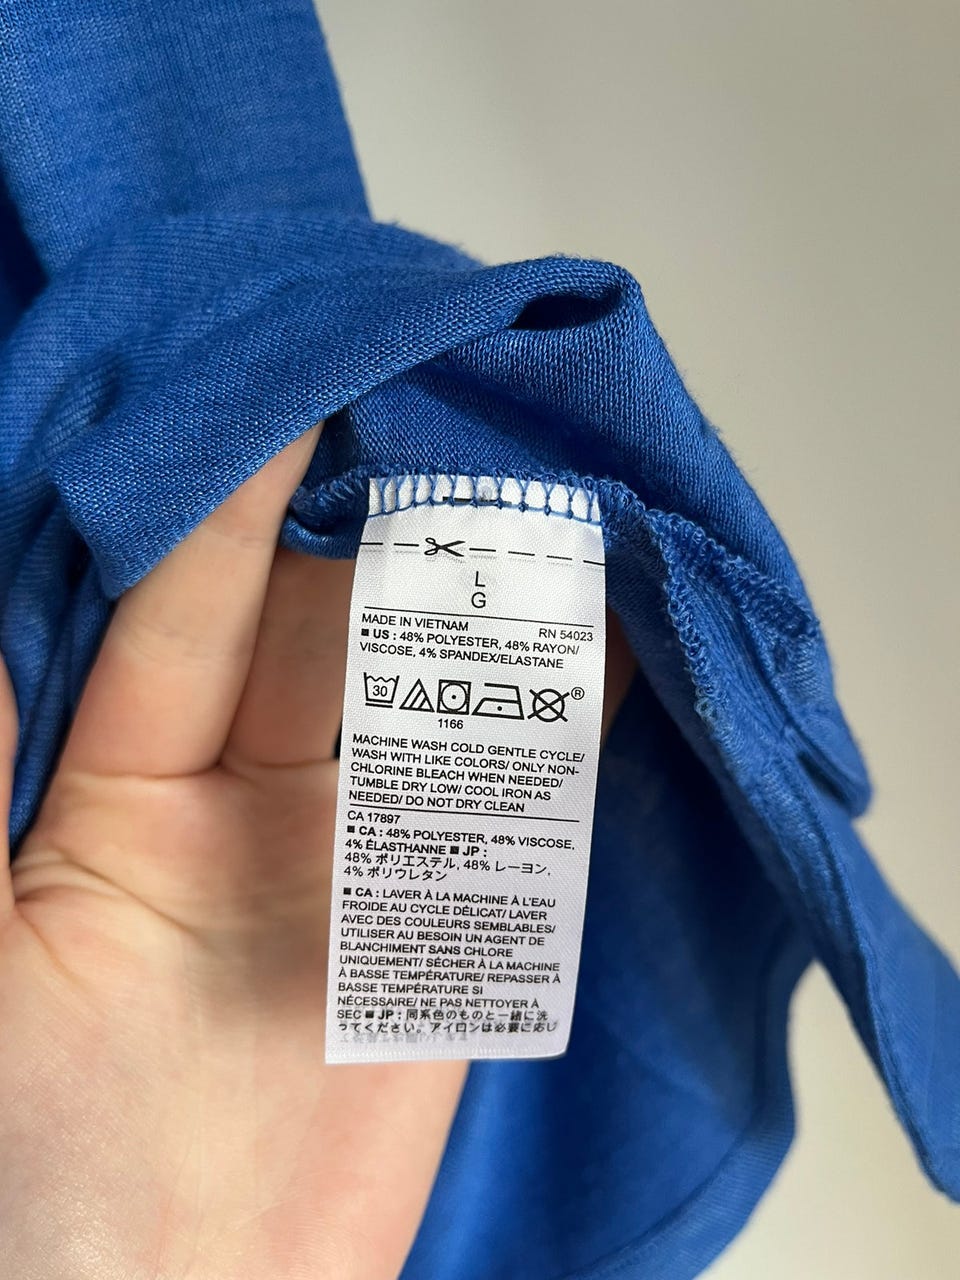 L
G
MADE IN VIETNAM RN 54023
■ US : 48% POLYESTER, 48% RAYON/
VISCOSE, 4% SPANDEX/ELASTANE
30
®
1166
MACHINE WASH COLD GENTLE CYCLE/
WASH WITH LIKE COLORS/ ONLY NON-
CHLORINE BLEACH WHEN NEEDED/
TUMBLE DRY LOW/ COOL IRON AS
NEEDED/ DO NOT DRY CLEAN
CA 17897
■ CA : 48% POLYESTER, 48% VISCOSE,
4% ÉLASTHANNE ■ JP :
48% ポリエステル, 48% レーヨン,
4% ポリウレタン
■ CA : LAVER À LA MACHINE À L'EAU
FROIDE AU CYCLE DÉLICAT/ LAVER
AVEC DES COULEURS SEMBLABLES/
UTILISER AU BESOIN UN AGENT DE
BLANCHIMENT SANS CHLORE
UNIQUEMENT/ SÉCHER À LA MACHINE
À BASSE TEMPÉRATURE/ REPASSER À
BASSE TEMPÉRATURE SI
NÉCESSAIRE/ NE PAS NETTOYER À
SEC ■ JP : 同系色のものと一緒に洗
ってください。アイロンは必要に応じ